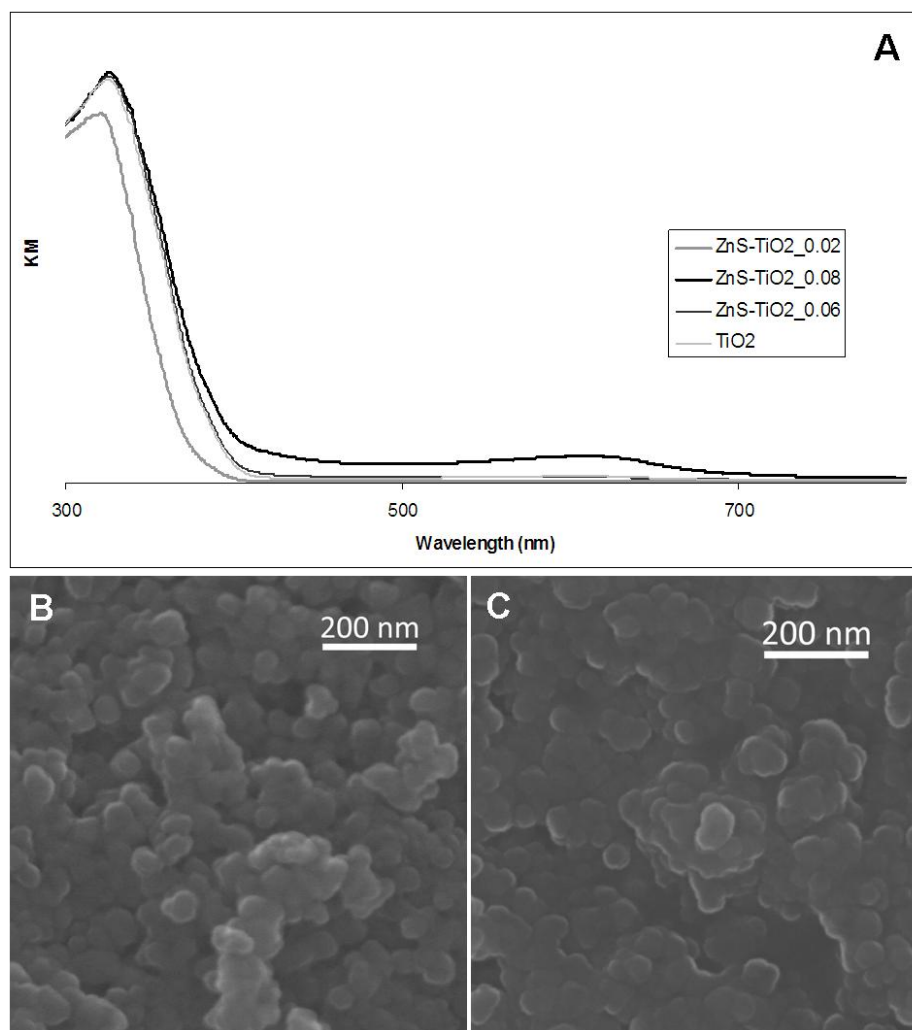 A
KM
ZnS-TiO2_0.02
ZnS-TiO2_0.08
ZnS-TiO2_0.06
TiO2
300 500 700
Wavelength (nm)
B
200 nm
C
200 nm